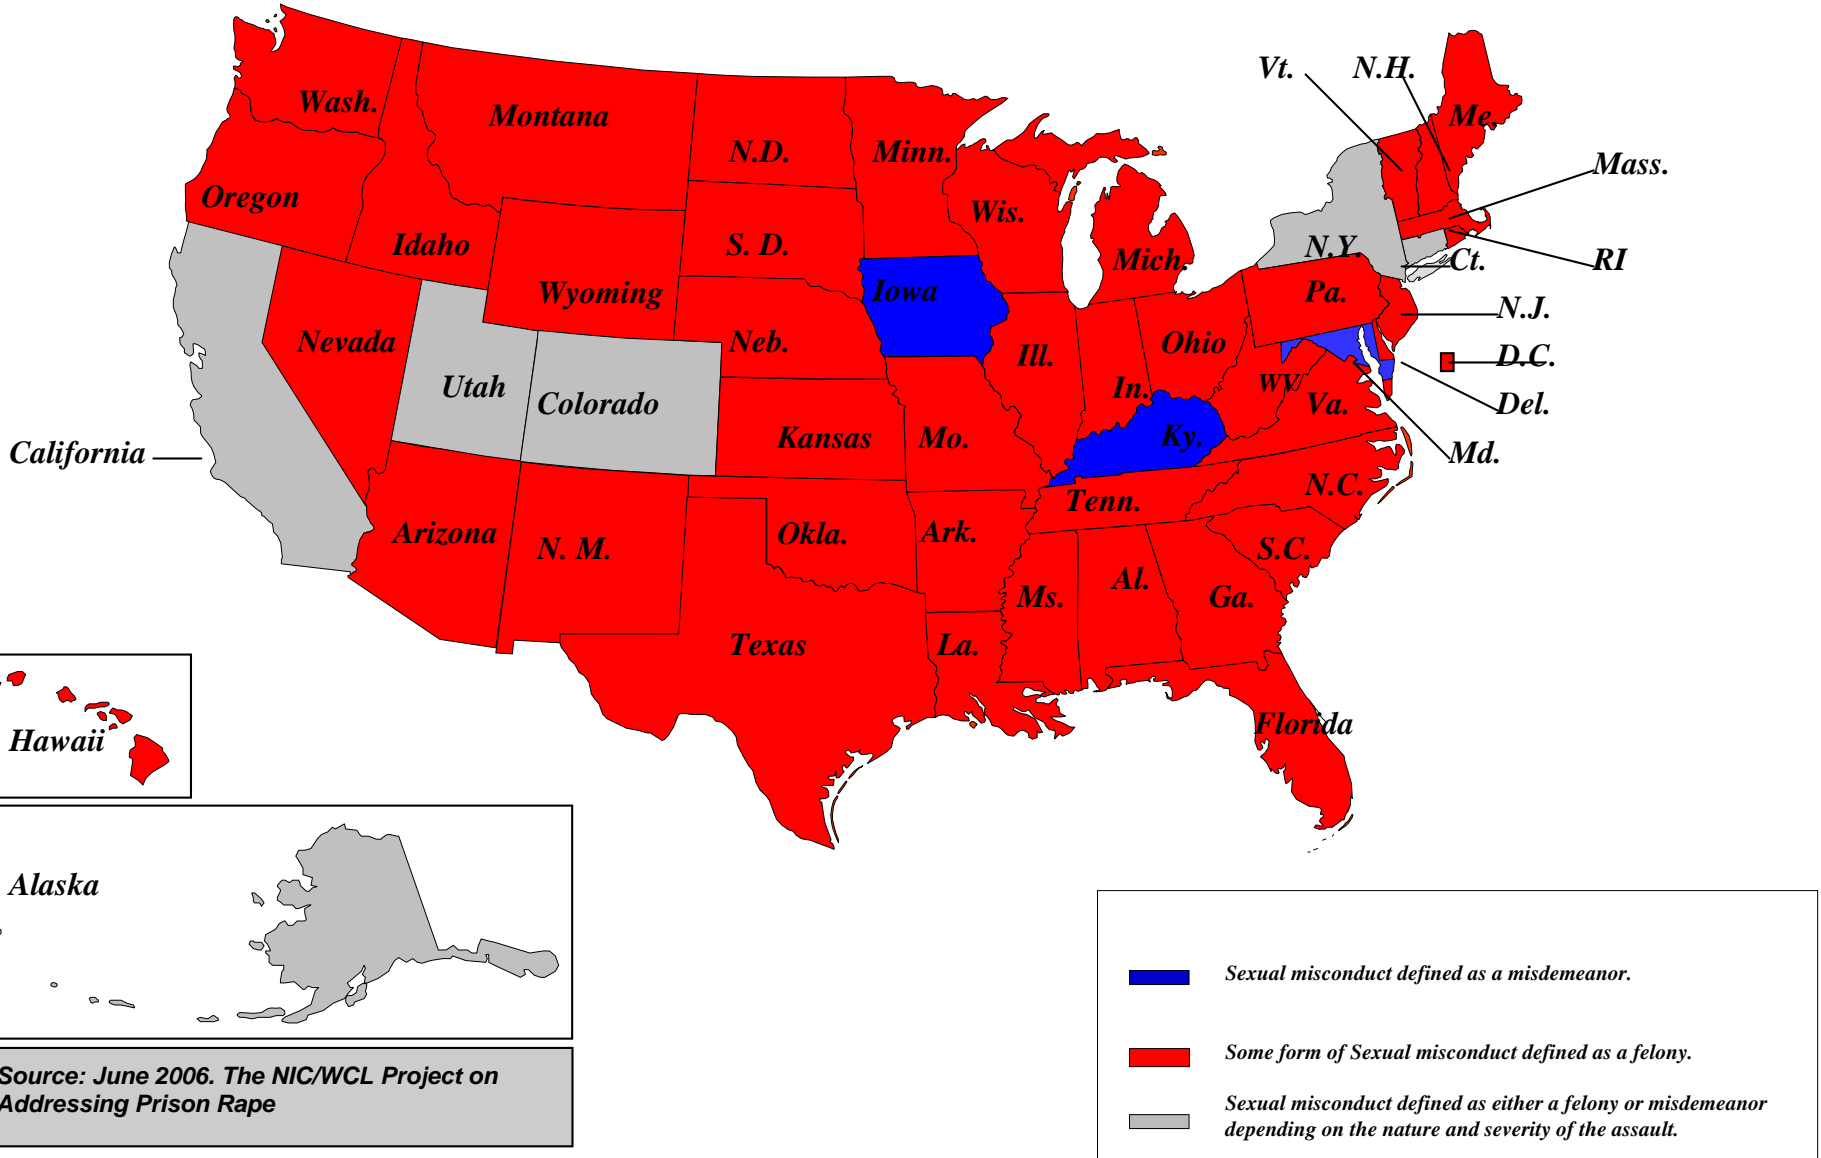 Vt.
N.H.
Wash.
Montana
Me.
N.D.
Minn.
Mass.
Oregon
Wis.
Idaho
S. D.
N.Y.
Mich.
Ct.
RI
Wyoming
Iowa
Pa.
N.J.
Nevada
Neb.
Ill.
Ohio
D.C.
Utah
Colorado
In.
WV
Va.
Del.
California
Kansas
Mo.
Ky.
Md.
Tenn.
N.C.
Arizona
N. M.
Okla.
Ark.
S.C.
Ms.
Al.
Ga.
Texas
La.
Florida
Hawaii
Alaska
Sexual misconduct defined as a misdemeanor.
Some form of Sexual misconduct defined as a felony.
Sexual misconduct defined as either a felony or misdemeanor
depending on the nature and severity of the assault.
Source: June 2006. The NIC/WCL Project on
Addressing Prison Rape